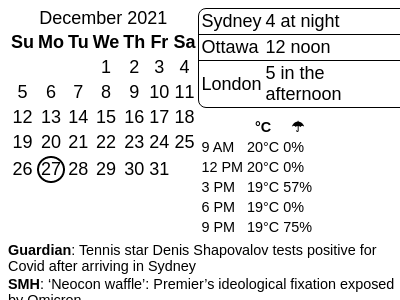 December 2021
Su Mo Tu We Th Fr Sa
1 2 3 4
5 6 7 8 9 10 11
12 13 14 15 16 17 18
19 20 21 22 23 24 25
26 27 28 29 30 31
Sydney 4 at night
Ottawa 12 noon
London 5 in the
afternoon
°C ☂
9 AM 20°C 0%
12 PM 20°C 0%
3 PM 19°C 57%
6 PM 19°C 0%
9 PM 19°C 75%
Guardian: Tennis star Denis Shapovalov tests positive for
Covid after arriving in Sydney
SMH: ‘Neocon waffle’: Premier’s ideological fixation exposed
by Omicron